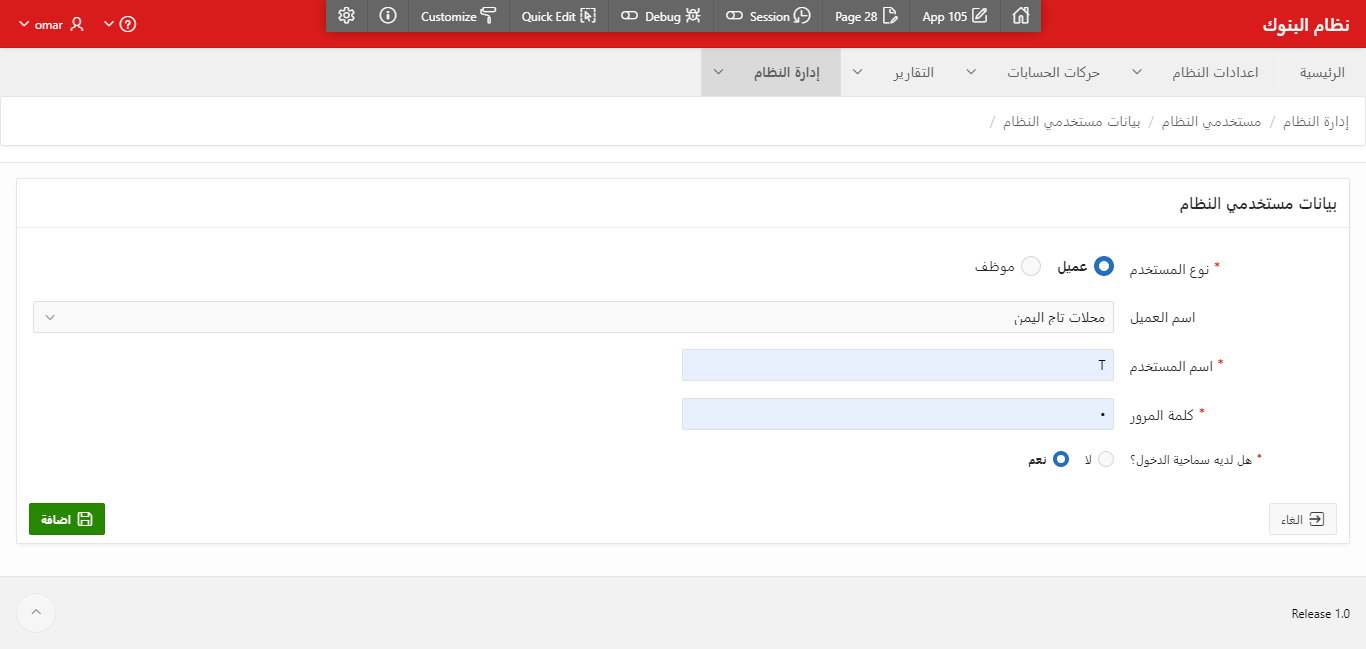 نظام البنوك
App 105
Page 28
Session
Debug
Quick Edit
Customize
omar
الرئيسية
اعدادات النظام
حركات الحسابات
التقارير
إدارة النظام
إدارة النظام / مستخدمي النظام / بيانات مستخدمي النظام /
بيانات مستخدمي النظام
* نوع المستخدم
عميل
موظف
اسم العميل
محلات تاج اليمن
* اسم المستخدم
T
* كلمة المرور
•
* هل لديه سماحية الدخول؟
لا
نعم
الغاء
اضافة
Release 1.0